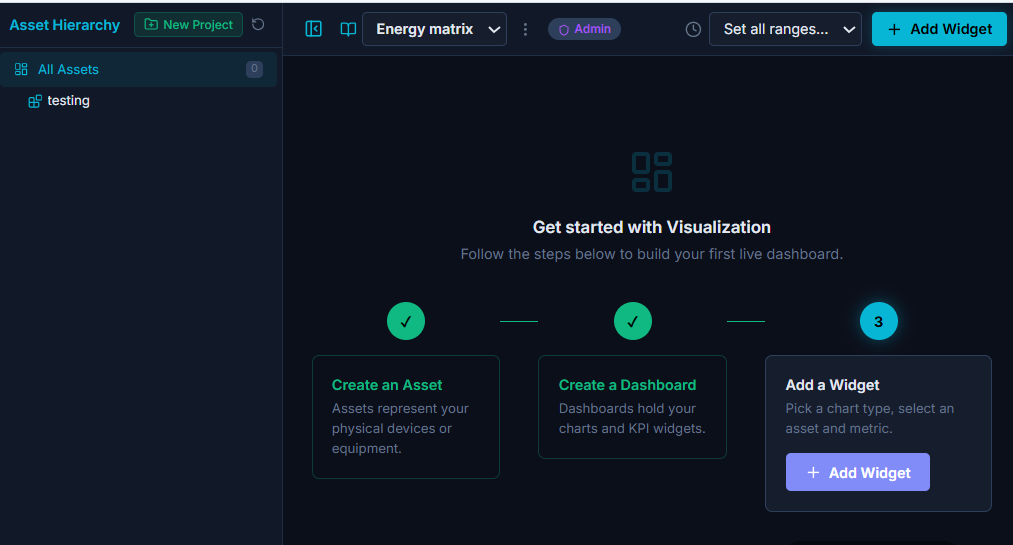 Asset Hierarchy
New Project
Energy matrix
Admin
Set all ranges...
+ Add Widget
All Assets
0
testing
Get started with Visualization
Follow the steps below to build your first live dashboard.
✓
✓
3
Create an Asset
Assets represent your
physical devices or
equipment.
Create a Dashboard
Dashboards hold your
charts and KPI widgets.
Add a Widget
Pick a chart type, select an
asset and metric.
+ Add Widget